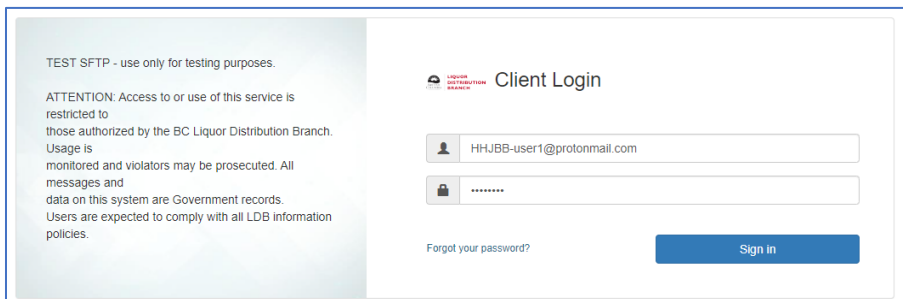 TEST SFTP - use only for testing purposes.
ATTENTION: Access to or use of this service is
restricted to
those authorized by the BC Liquor Distribution Branch.
Usage is
monitored and violators may be prosecuted. All
messages and
data on this system are Government records.
Users are expected to comply with all LDB information
policies.
LIQUOR
DISTRIBUTION
BRANCH
Client Login
HHJBB-user1@protonmail.com
••••••••
Forgot your password?
Sign in